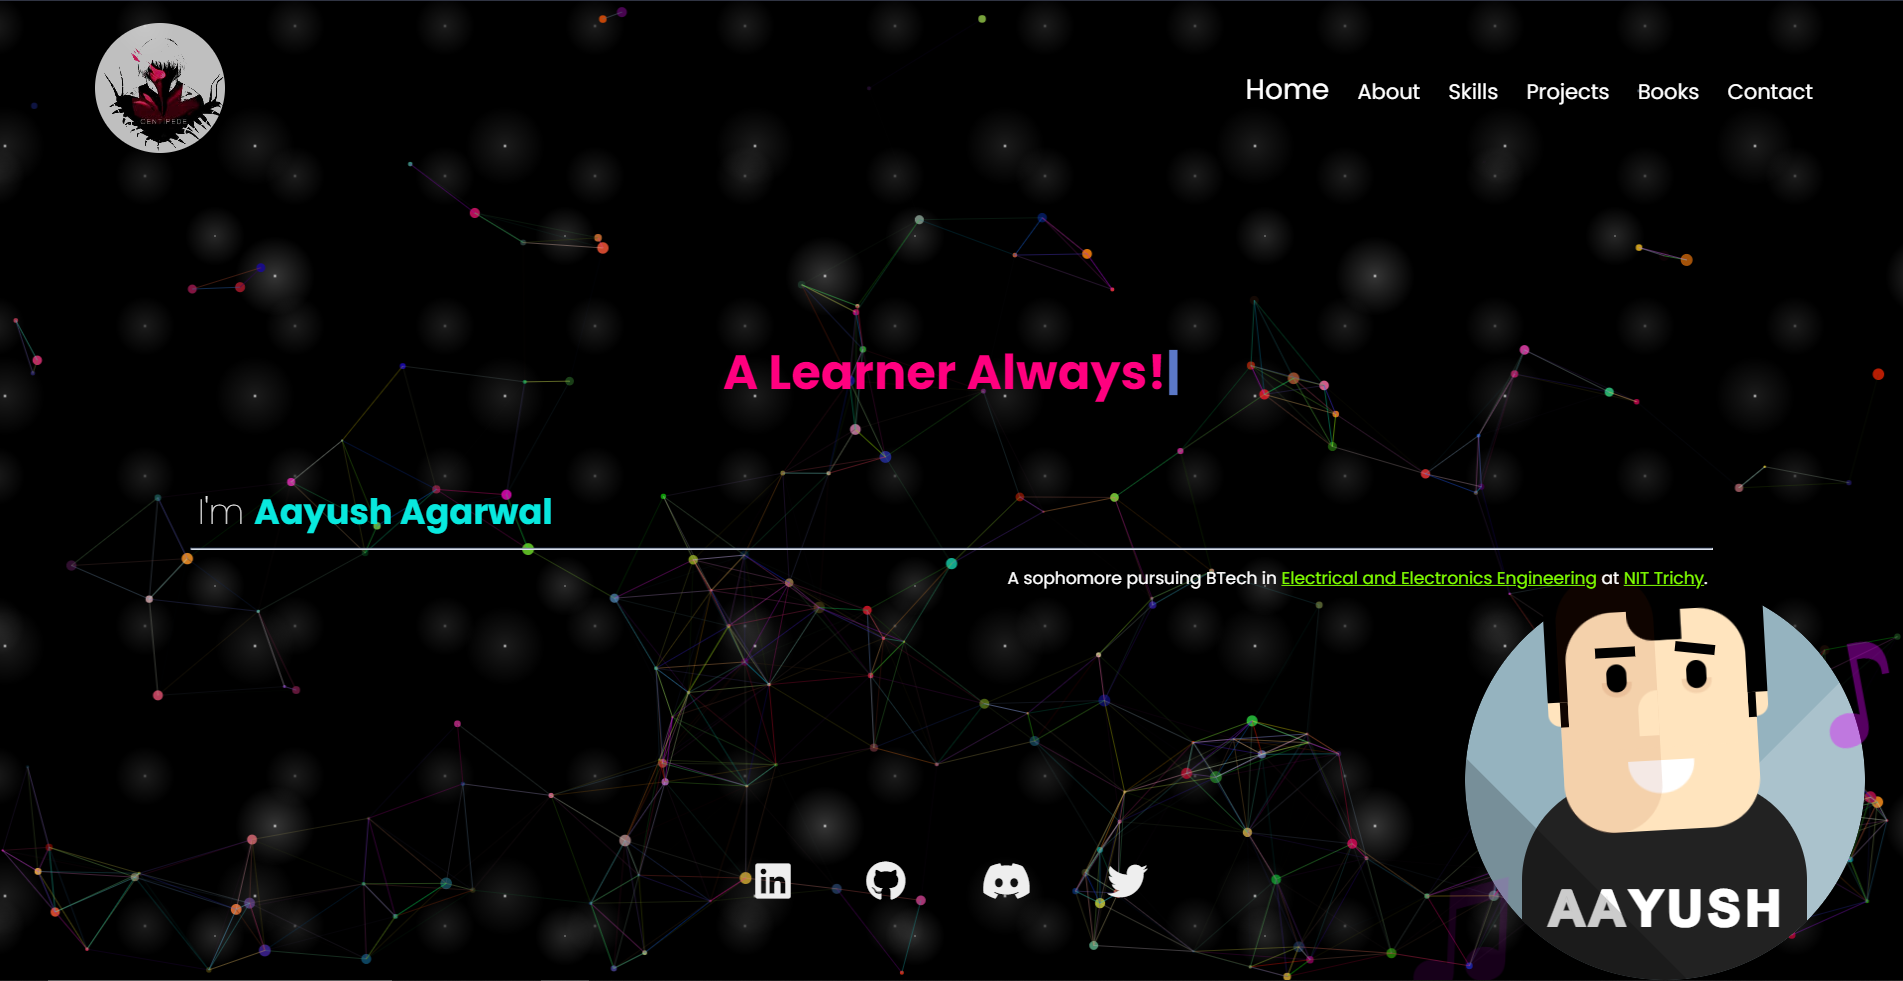 CENTIPEDE
Home About Skills Projects Books Contact
A Learner Always!
I'm Aayush Agarwal
A sophomore pursuing BTech in Electrical and Electronics Engineering at NIT Trichy.
in
AAYUSH